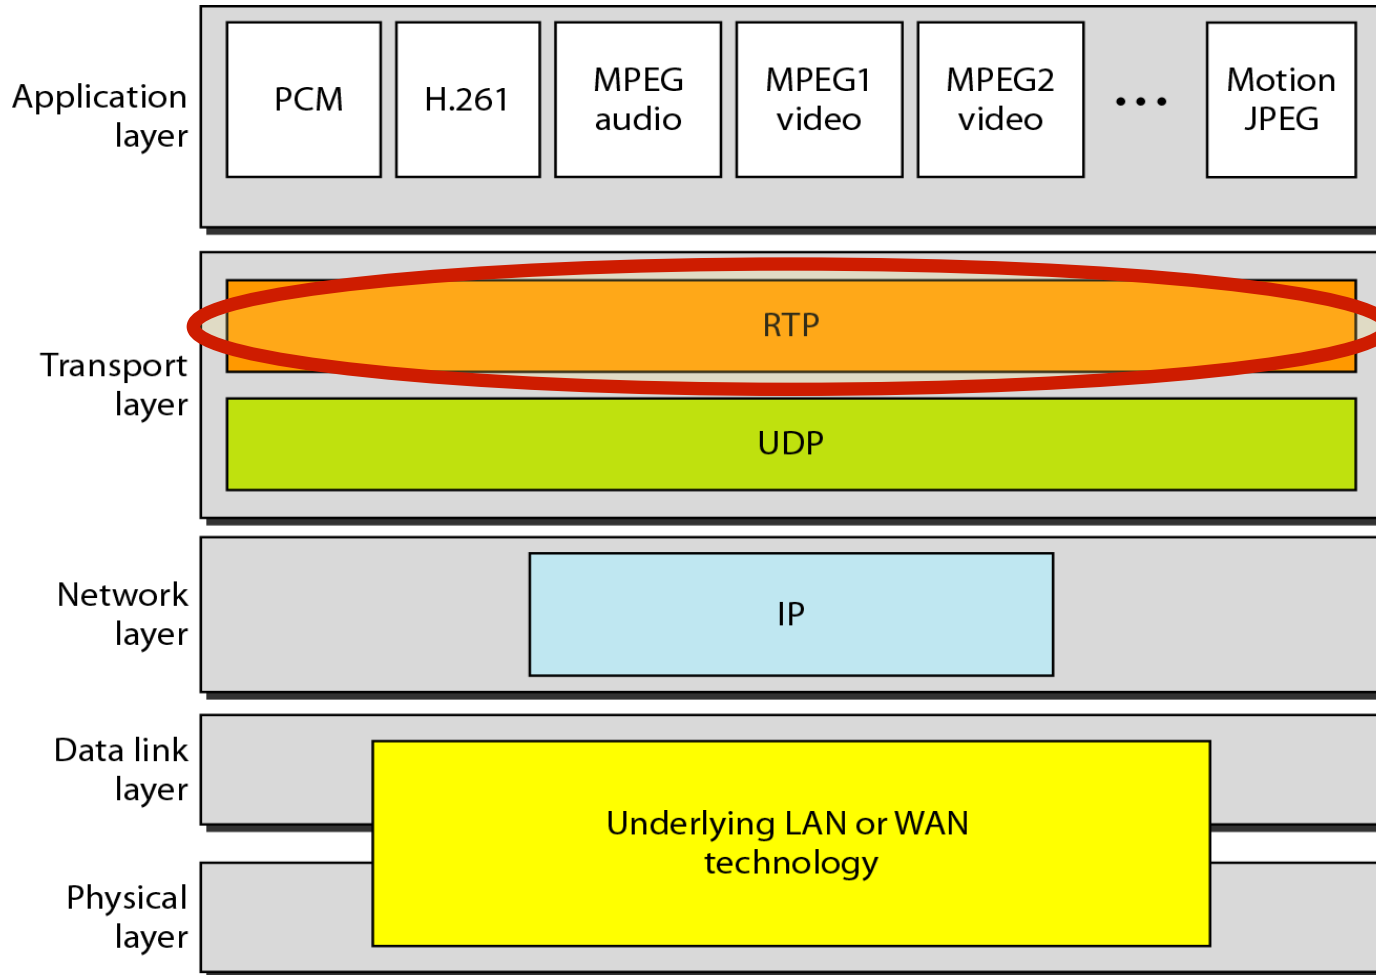 Application
layer
PCM
H.261
MPEG
audio
MPEG1
video
MPEG2
video
...
Motion
JPEG
Transport
layer
RTP
UDP
Network
layer
IP
Data link
layer
Underlying LAN or WAN
technology
Physical
layer